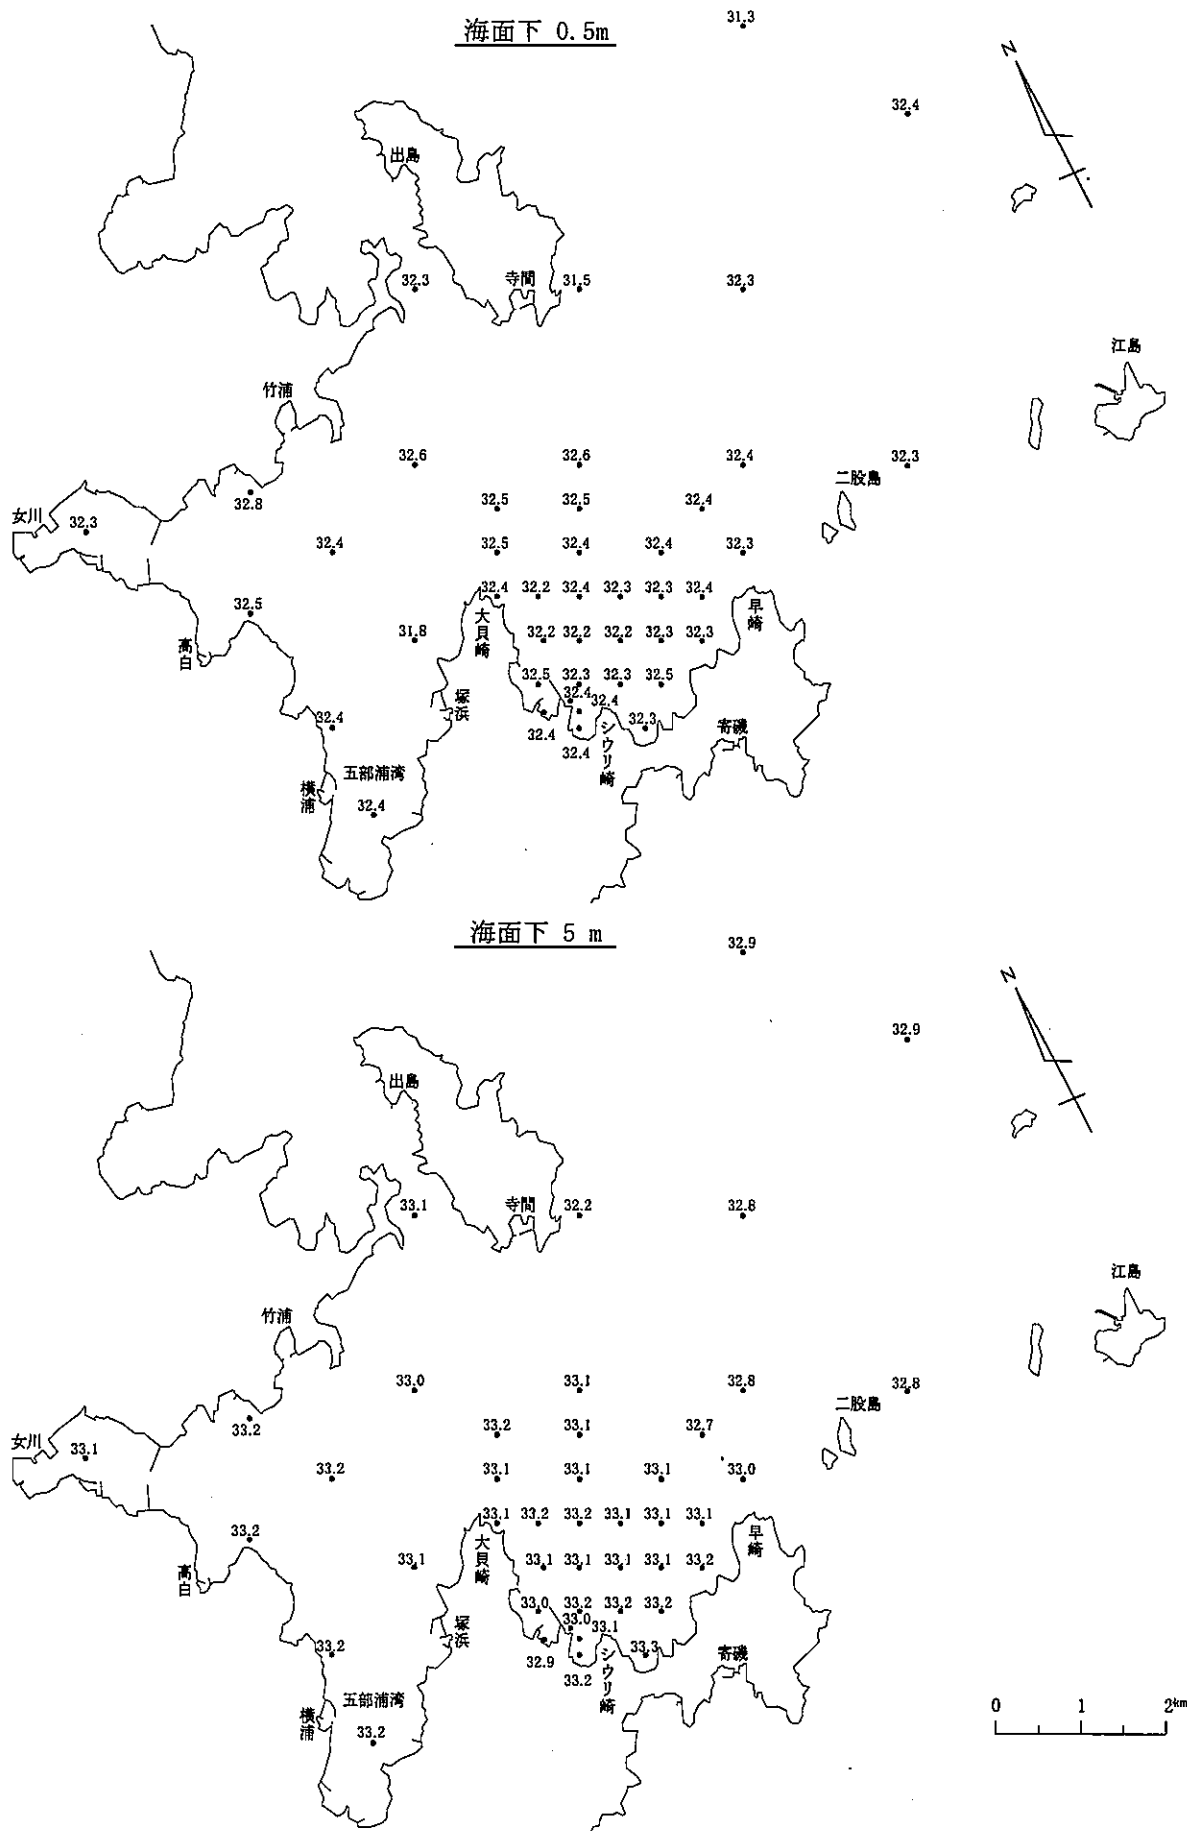 海面下 0.5m
31.3
N
32.4
出島
寺間
32.3
31.5
32.3
江島
竹浦
32.6
32.6
32.4
32.3
二股島
32.8
女川
32.3
32.5
32.5
32.4
32.4
32.5
32.4
32.4
32.3
32.5
32.4
32.2
32.4
32.3
32.3
32.4
早崎
大貝崎
高白
31.8
32.2
32.2
32.2
32.3
32.3
32.5
32.3
32.3
32.5
塚浜
32.4
32.4
32.4
32.4
32.4
32.3
シウリ崎
寄磯
五部浦湾
横浦
32.4
海面下 5 m
32.9
N
32.9
出島
寺間
33.1
32.2
32.8
江島
竹浦
33.0
33.1
32.8
32.8
二股島
33.2
女川
33.1
33.2
33.1
32.7
33.2
33.1
33.1
33.1
33.0
33.2
33.1
33.2
33.2
33.1
33.1
33.1
早崎
大貝崎
高白
33.1
33.1
33.1
33.1
33.1
33.2
33.0
33.2
33.2
33.2
塚浜
33.0
33.1
33.2
32.9
33.2
33.3
シウリ崎
寄磯
五部浦湾
横浦
33.2
0 1 2km